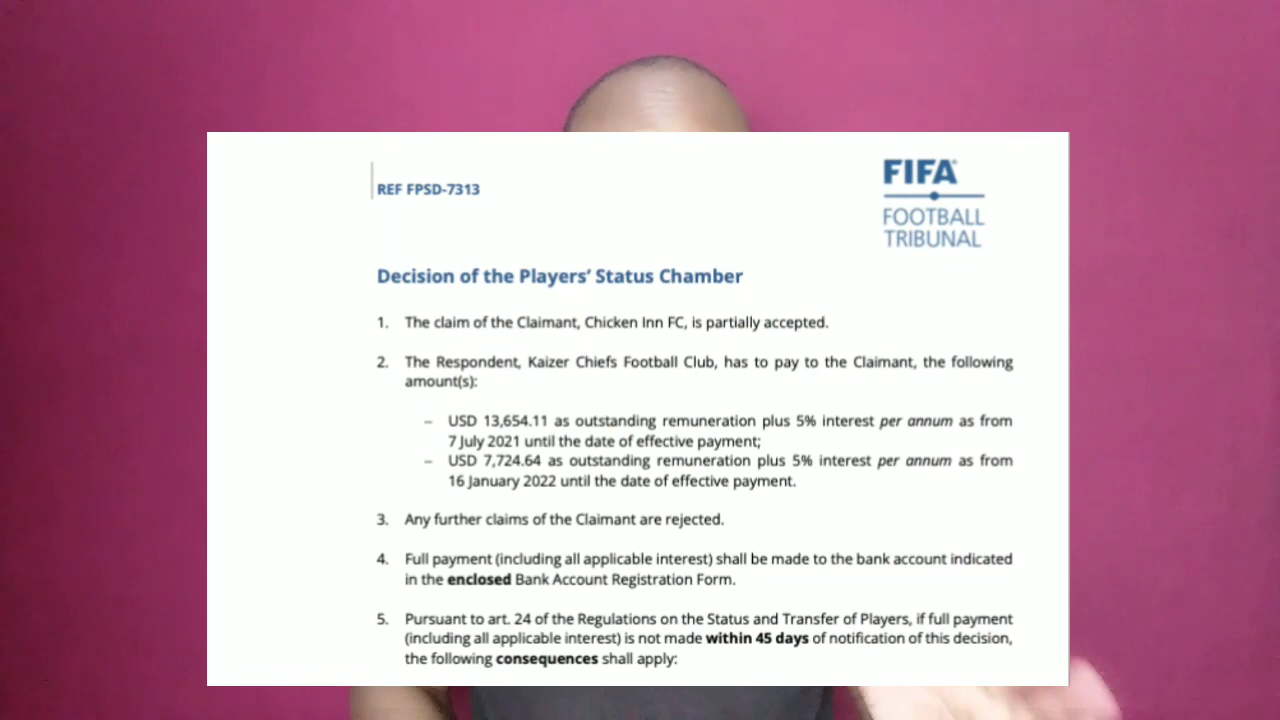 REF FPSD-7313
FIFA
FOOTBALL
TRIBUNAL
Decision of the Players' Status Chamber
1. The claim of the Claimant, Chicken Inn FC, is partially accepted.
2. The Respondent, Kaizer Chiefs Football Club, has to pay to the Claimant, the following
amount(s):
– USD 13,654.11 as outstanding remuneration plus 5% interest per annum as from
7 July 2021 until the date of effective payment;
– USD 7,724.64 as outstanding remuneration plus 5% interest per annum as from
16 January 2022 until the date of effective payment.
3. Any further claims of the Claimant are rejected.
4. Full payment (including all applicable interest) shall be made to the bank account indicated
in the enclosed Bank Account Registration Form.
5. Pursuant to art. 24 of the Regulations on the Status and Transfer of Players, if full payment
(including all applicable interest) is not made within 45 days of notification of this decision,
the following consequences shall apply: